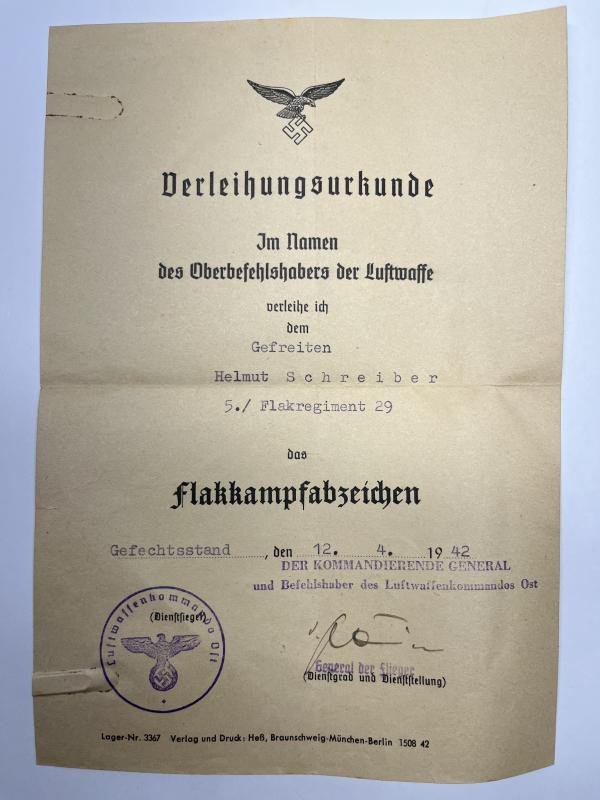 Verleihungsurkunde
Im Namen
des Oberbefehlshabers der Luftwaffe
verleihe ich
dem
Gefreiten
Helmut Schreiber
5./ Flakregiment 29
das
Flakkampfabzeichen
Gefechtsstand, den 12. 4. 1942
DER KOMMANDIERENDE GENERAL
und Befehlshaber des Luftwaffenkommandos Ost
Luftwaffenkommando Ost
(Dienstsiegel)
General der Flieger
(Dienstgrad und Dienststellung)
Lager-Nr. 3367 Verlag und Druck: Heß, Braunschweig-München-Berlin 1508 42